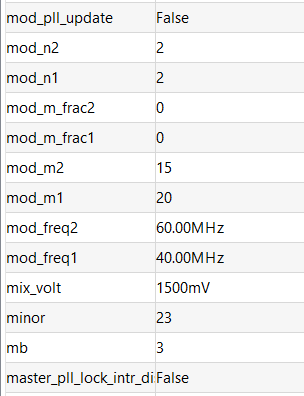 mod_pll_update False
mod_n2 2
mod_n1 2
mod_m_frac2 0
mod_m_frac1 0
mod_m2 15
mod_m1 20
mod_freq2 60.00MHz
mod_freq1 40.00MHz
mix_volt 1500mV
minor 23
mb 3
master_pll_lock_intr_di False